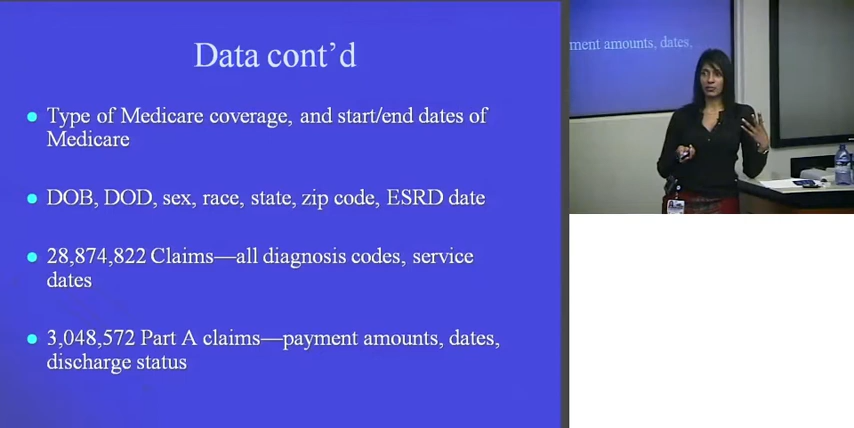 Data cont’d
Type of Medicare coverage, and start/end dates of
Medicare
DOB, DOD, sex, race, state, zip code, ESRD date
28,874,822 Claims—all diagnosis codes, service
dates
3,048,572 Part A claims—payment amounts, dates,
discharge status
ment amounts, dates,